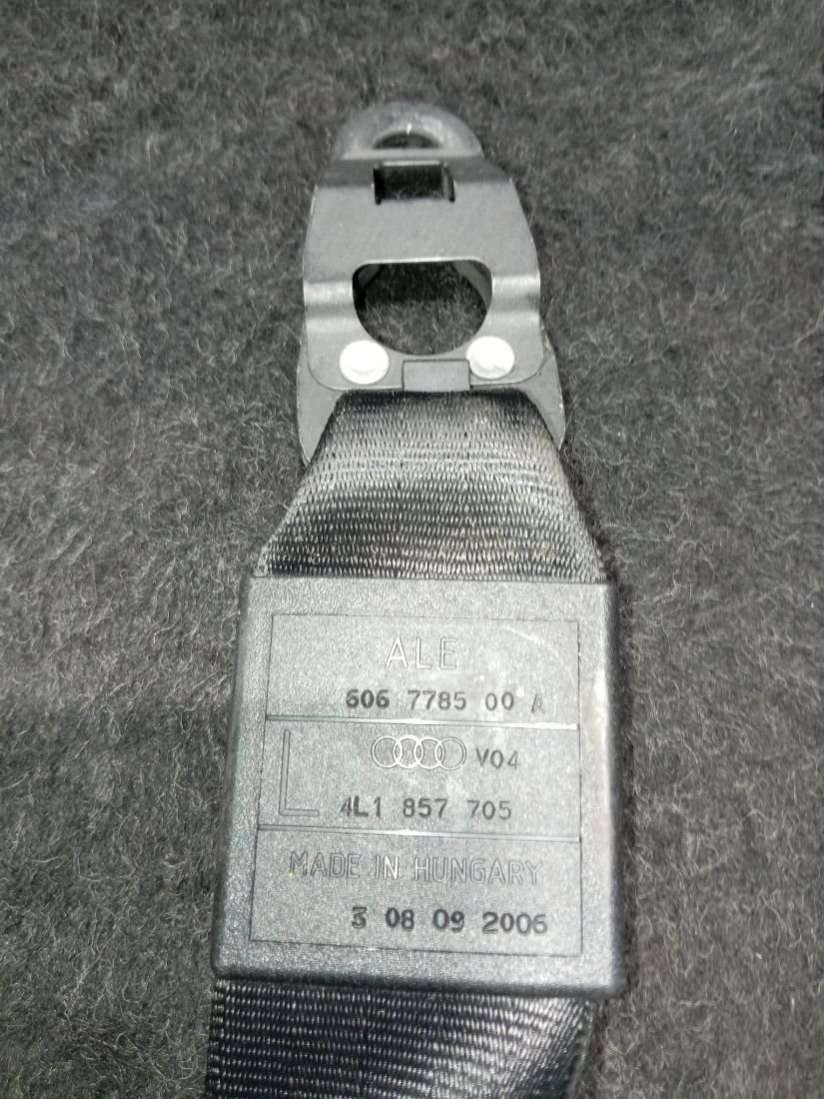 ALE
606 7785 00 A
V04
L
4L1 857 705
MADE IN HUNGARY
3 08 09 2006